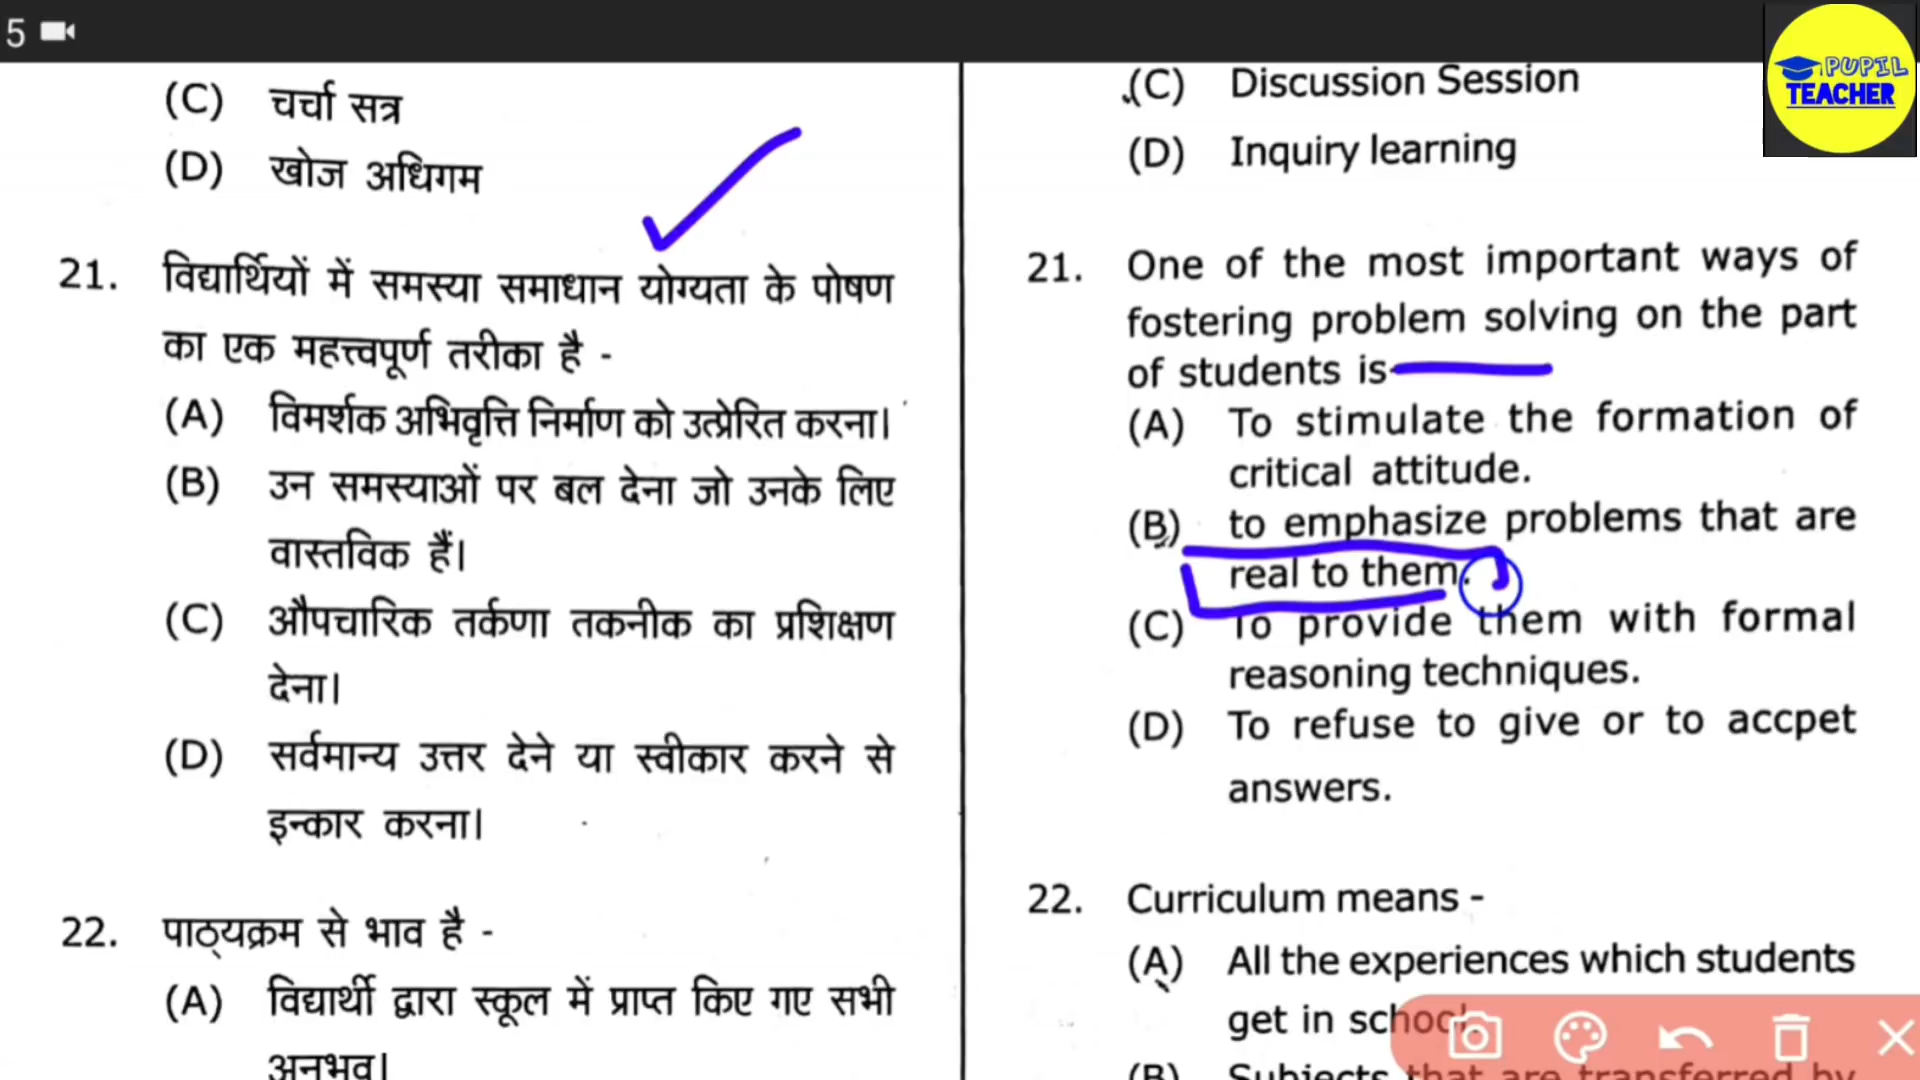 5
PUPIL
TEACHER
(C) चर्चा सत्र
(D) खोज अधिगम
21. विद्यार्थियों में समस्या समाधान योग्यता के पोषण
का एक महत्त्वपूर्ण तरीका है -
(A) विमर्शक अभिवृत्ति निर्माण को उत्प्रेरित करना।
(B) उन समस्याओं पर बल देना जो उनके लिए
वास्तविक हैं।
(C) औपचारिक तर्कणा तकनीक का प्रशिक्षण
देना।
(D) सर्वमान्य उत्तर देने या स्वीकार करने से
इन्कार करना।
22. पाठ्यक्रम से भाव है -
(A) विद्यार्थी द्वारा स्कूल में प्राप्त किए गए सभी
अनुभव।
(C) Discussion Session
(D) Inquiry learning
21. One of the most important ways of
fostering problem solving on the part
of students is
(A) To stimulate the formation of
critical attitude.
(B) to emphasize problems that are
real to them.
(C) To provide them with formal
reasoning techniques.
(D) To refuse to give or to accpet
answers.
22. Curriculum means -
(A) All the experiences which students
get in school.
(B) Subjects that are transferred by